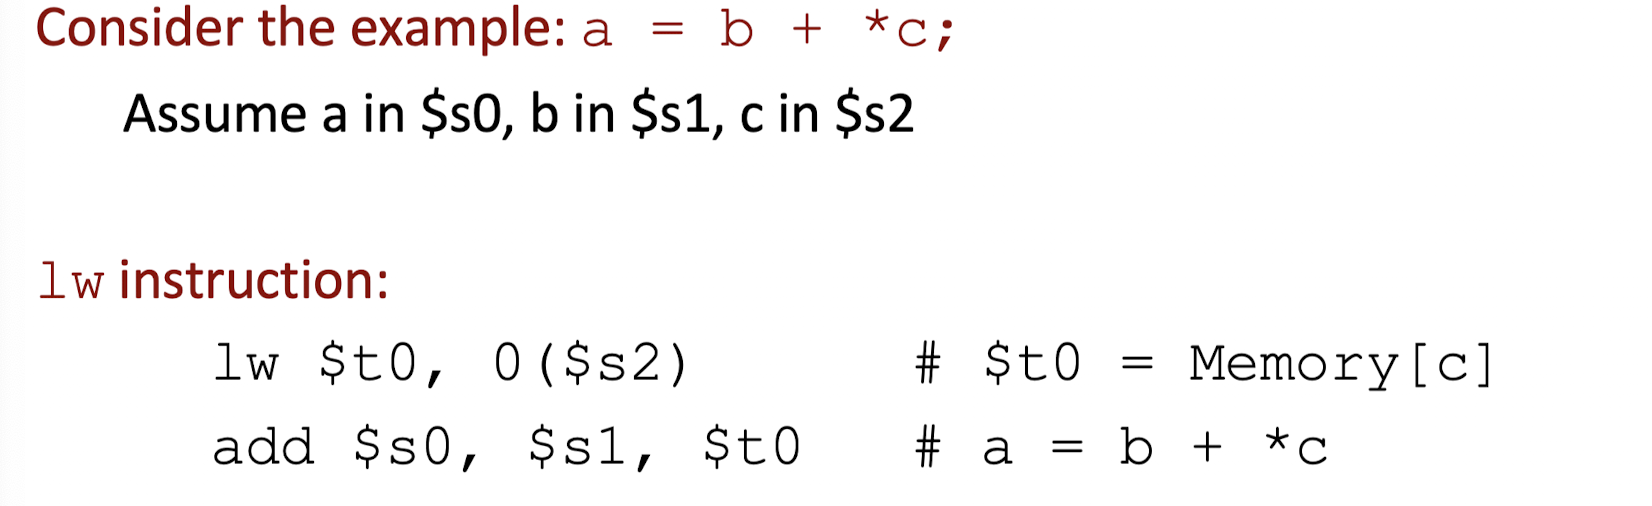 Consider the example: a = b + *c;
Assume a in $s0, b in $s1, c in $s2
lw instruction:
lw $t0, 0($s2) # $t0 = Memory[c]
add $s0, $s1, $t0 # a = b + *c